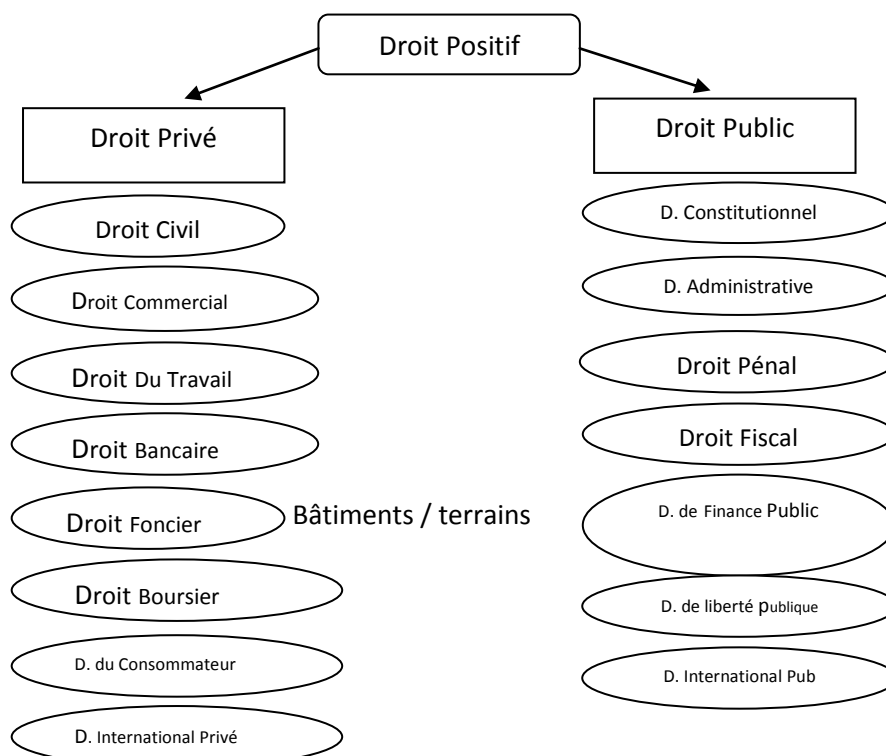 Droit Positif
Droit Privé
Droit Civil
Droit Commercial
Droit Du Travail
Droit Bancaire
Droit Foncier
Bâtiments / terrains
Droit Boursier
D. du Consommateur
D. International Privé
Droit Public
D. Constitutionnel
D. Administrative
Droit Pénal
Droit Fiscal
D. de Finance Public
D. de liberté publique
D. International Pub